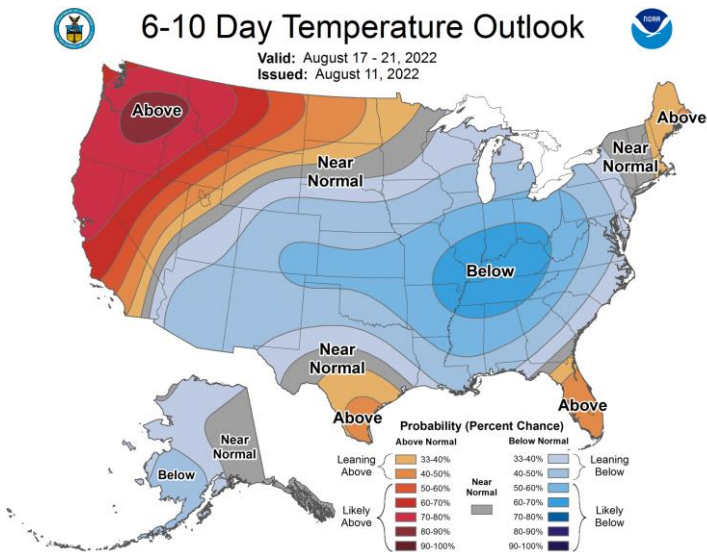 6-10 Day Temperature Outlook
NOAA
Valid: August 17 - 21, 2022
Issued: August 11, 2022
Above
Near
Normal
Above
Near
Normal
Below
Near
Normal
Above
Above
Near
Normal
Below
Probability (Percent Chance)
Above Normal
Below Normal
Leaning
Above
33-40%
40-50%
Likely
Above
50-60%
60-70%
70-80%
80-90%
90-100%
Near
Normal
33-40%
40-50%
Leaning
Below
50-60%
60-70%
70-80%
80-90%
90-100%
Likely
Below